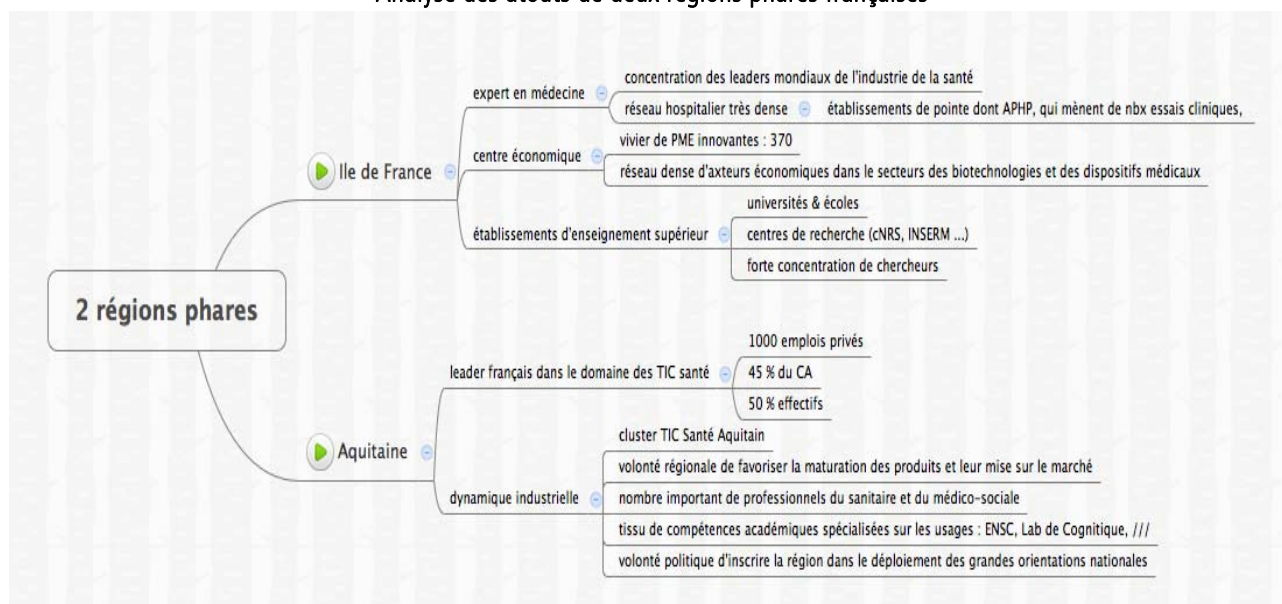 Analyse des atouts de deux régions phares françaises
2 régions phares
Ile de France
expert en médecine
concentration des leaders mondiaux de l'industrie de la santé
réseau hospitalier très dense
établissements de pointe dont APHP, qui mènent de nbx essais cliniques,
centre économique
vivier de PME innovantes : 370
réseau dense d'axteurs économiques dans le secteurs des biotechnologies et des dispositifs médicaux
établissements d'enseignement supérieur
universités & écoles
centres de recherche (cNRS, INSERM ...)
forte concentration de chercheurs
Aquitaine
leader français dans le domaine des TIC santé
1000 emplois privés
45 % du CA
50 % effectifs
dynamique industrielle
cluster TIC Santé Aquitain
volonté régionale de favoriser la maturation des produits et leur mise sur le marché
nombre important de professionnels du sanitaire et du médico-sociale
tissu de compétences académiques spécialisées sur les usages : ENSC, Lab de Cognitique, ///
volonté politique d'inscrire la région dans le déploiement des grandes orientations nationales